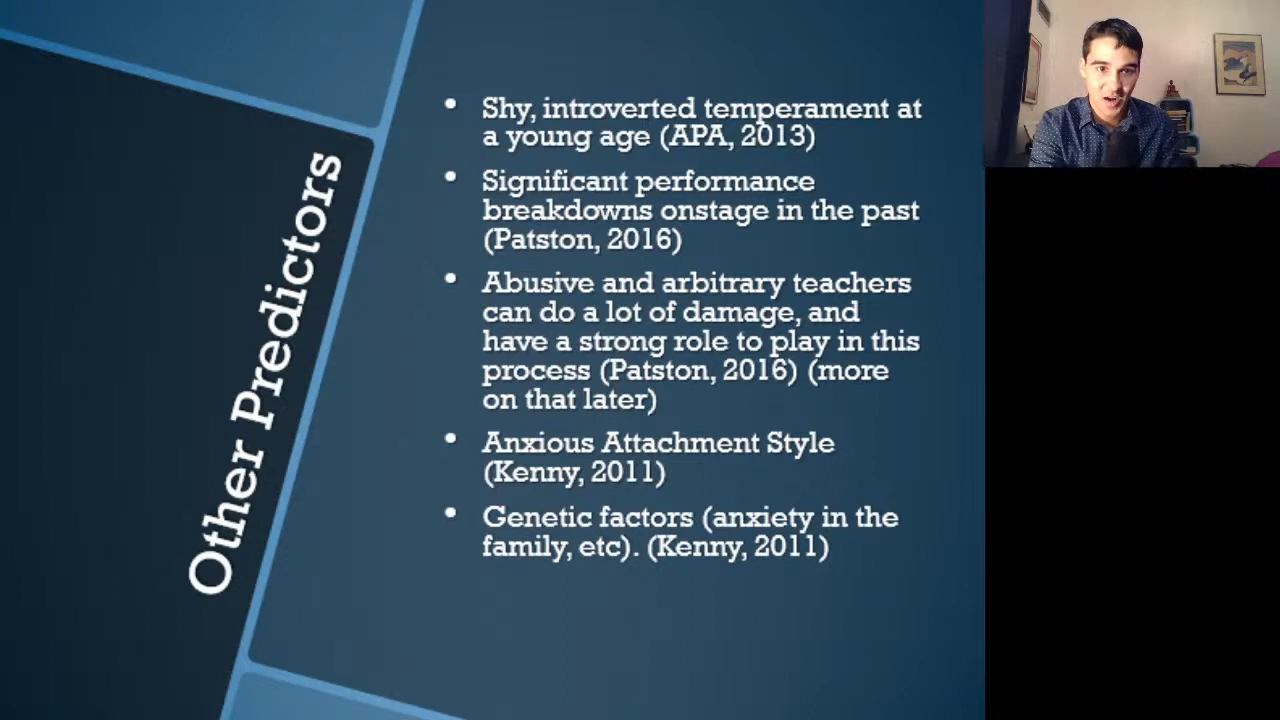 Other Predictors
• Shy, introverted temperament at
a young age (APA, 2013)
• Significant performance
breakdowns onstage in the past
(Patston, 2016)
• Abusive and arbitrary teachers
can do a lot of damage, and
have a strong role to play in this
process (Patston, 2016) (more
on that later)
• Anxious Attachment Style
(Kenny, 2011)
• Genetic factors (anxiety in the
family, etc). (Kenny, 2011)